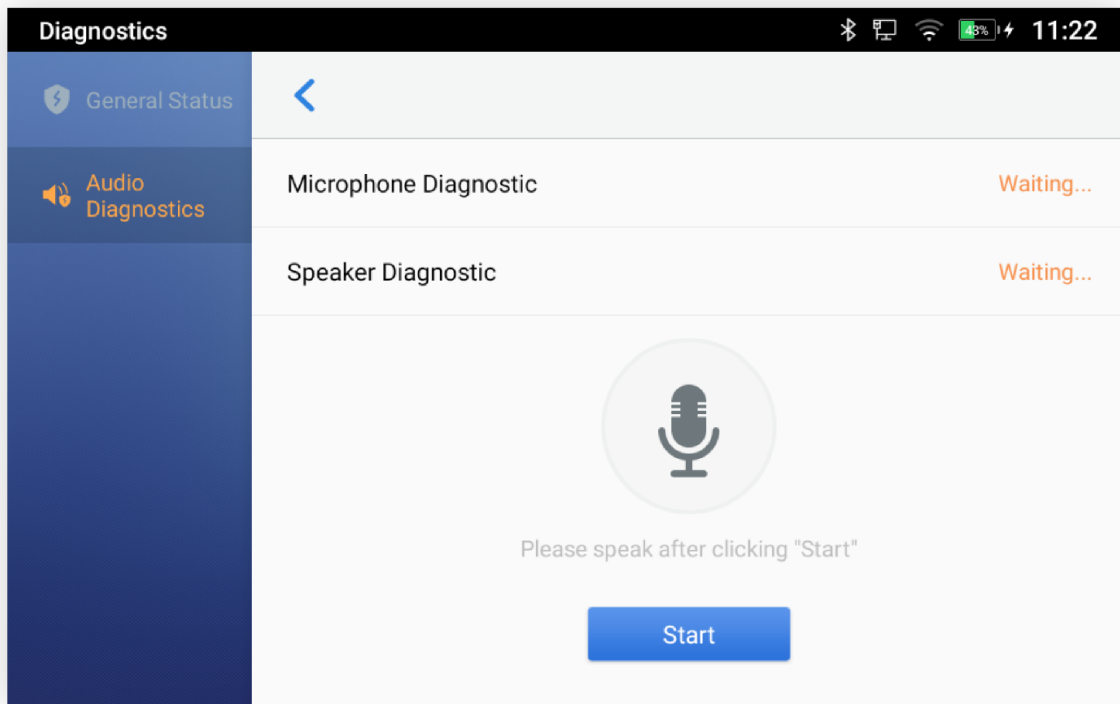 Diagnostics
43%
11:22
General Status
Audio
Diagnostics
Microphone Diagnostic
Waiting...
Speaker Diagnostic
Waiting...
Please speak after clicking "Start"
Start